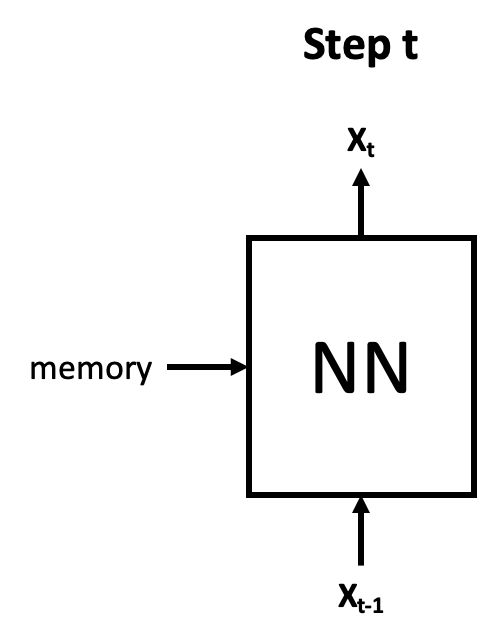 Step t
xₜ
memory
NN
xₜ₋₁